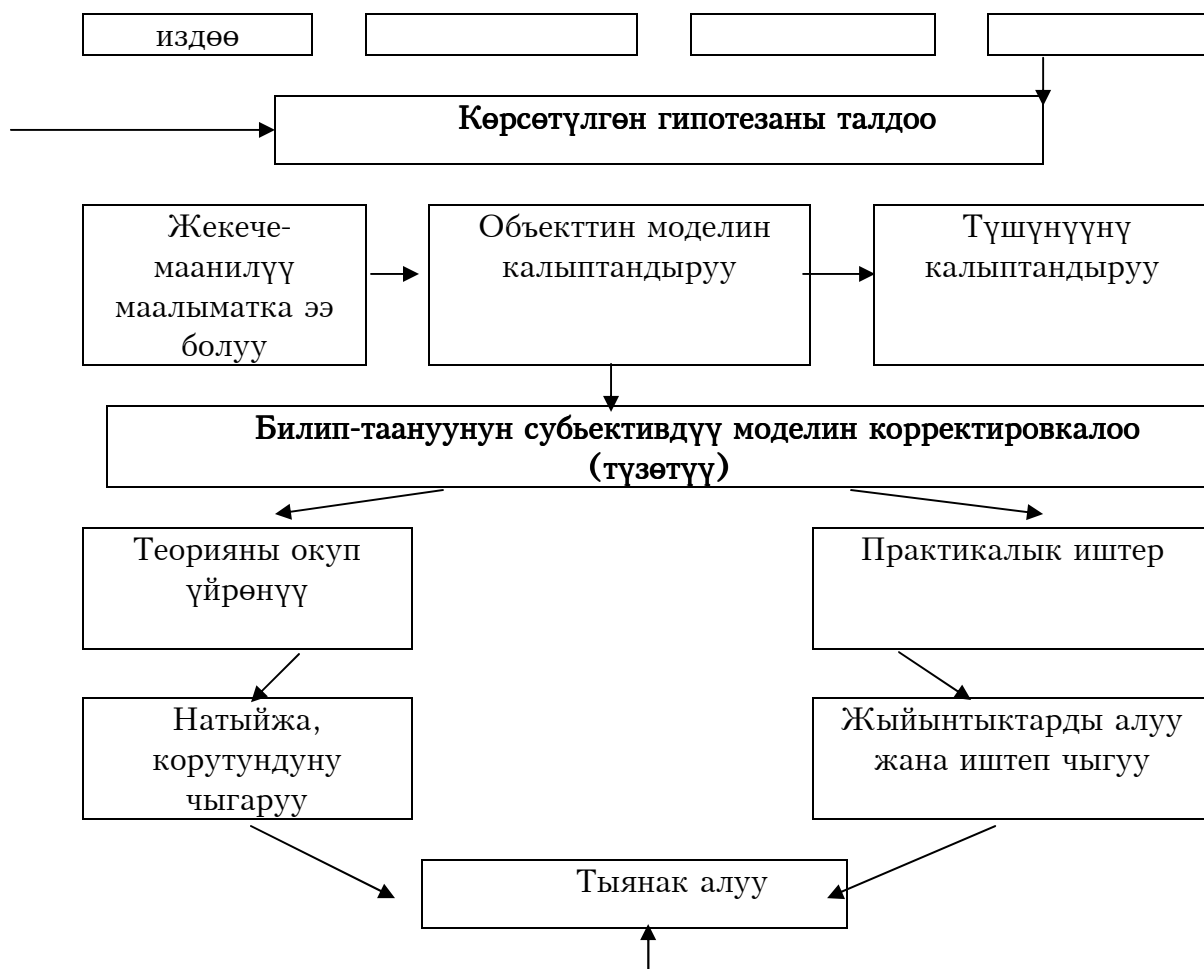 издөө
Көрсөтүлгөн гипотезаны талдоо
Жекече-
маанилүү
маалыматка ээ
болуу
Объекттин моделин
калыптандыруу
Түшүнүүнү
калыптандыруу
Билип-таануунун субьективдүү моделин корректировкалоо
(түзөтүү)
Теорияны окуп
үйрөнүү
Практикалык иштер
Натыйжа,
корутундуну
чыгаруу
Жыйынтыктарды алуу
жана иштеп чыгуу
Тыянак алуу